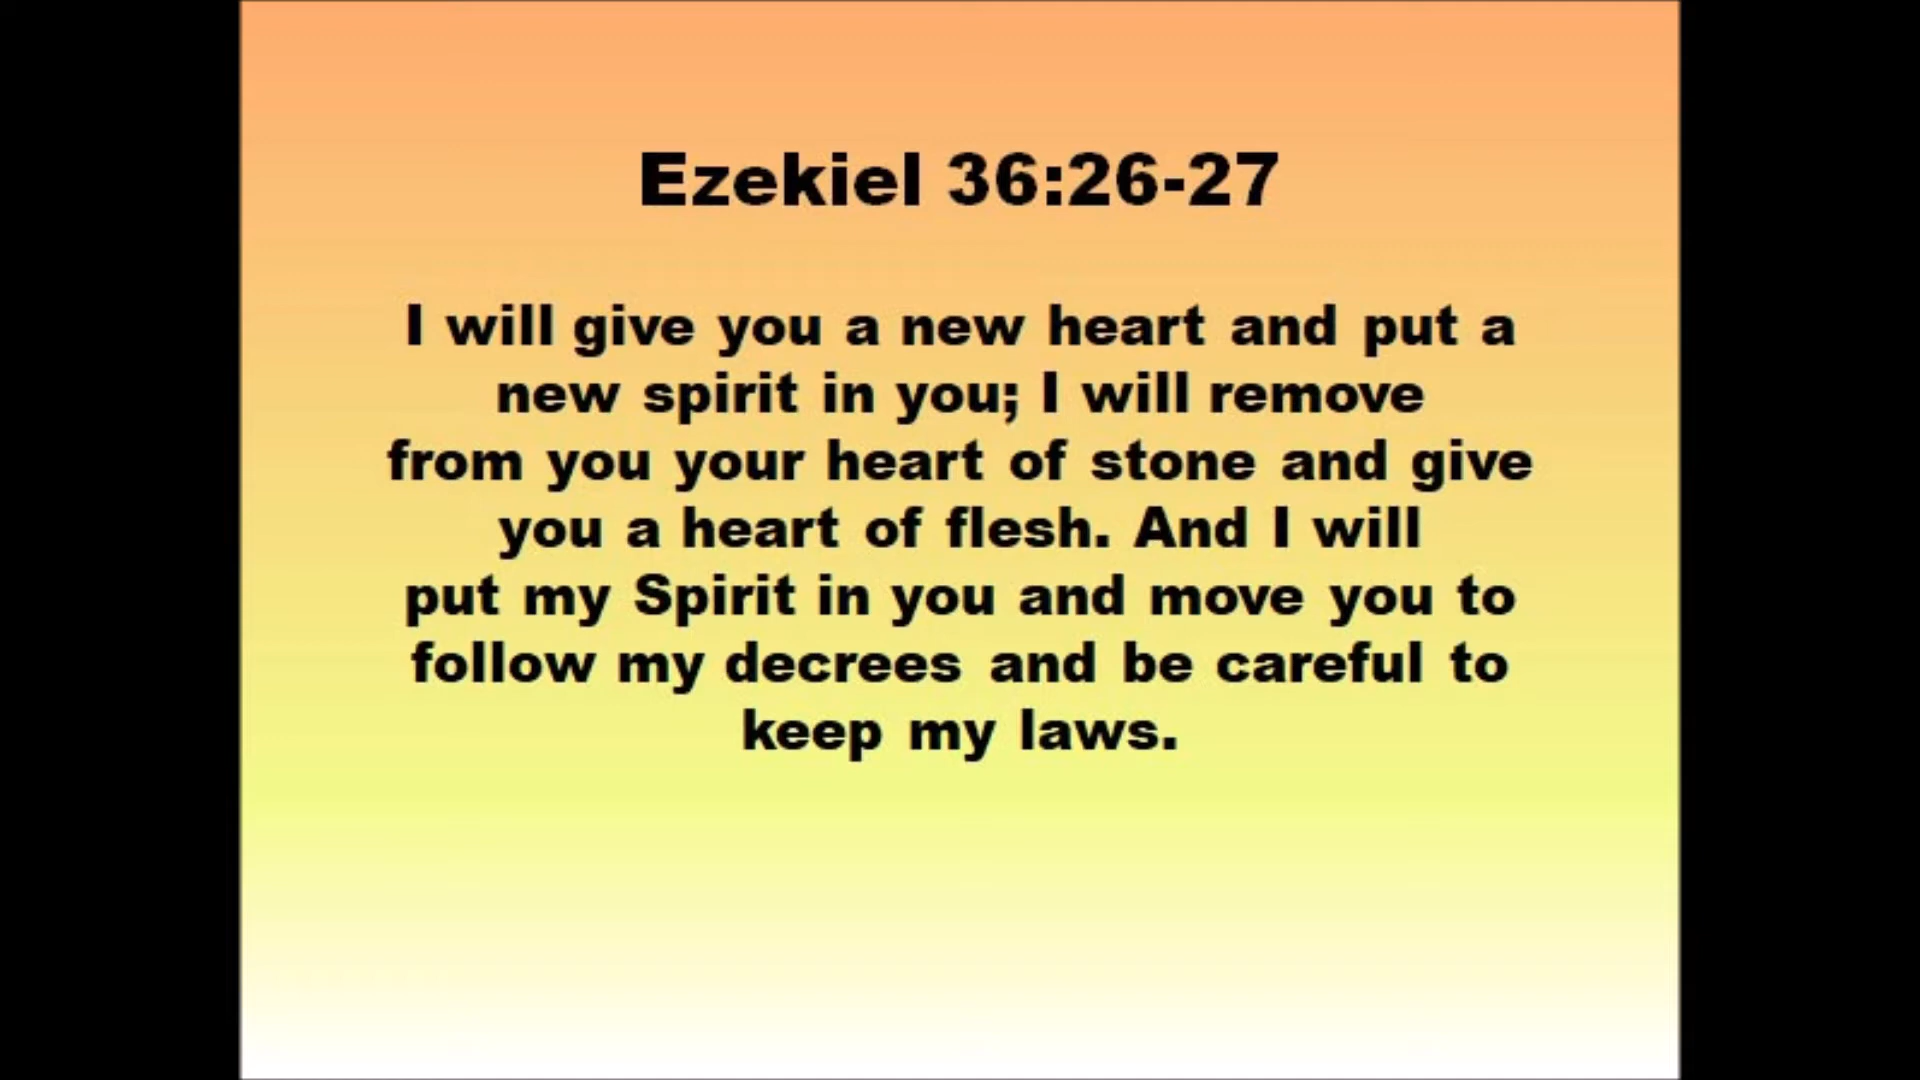 Ezekiel 36:26-27
I will give you a new heart and put a
new spirit in you; I will remove
from you your heart of stone and give
you a heart of flesh. And I will
put my Spirit in you and move you to
follow my decrees and be careful to
keep my laws.